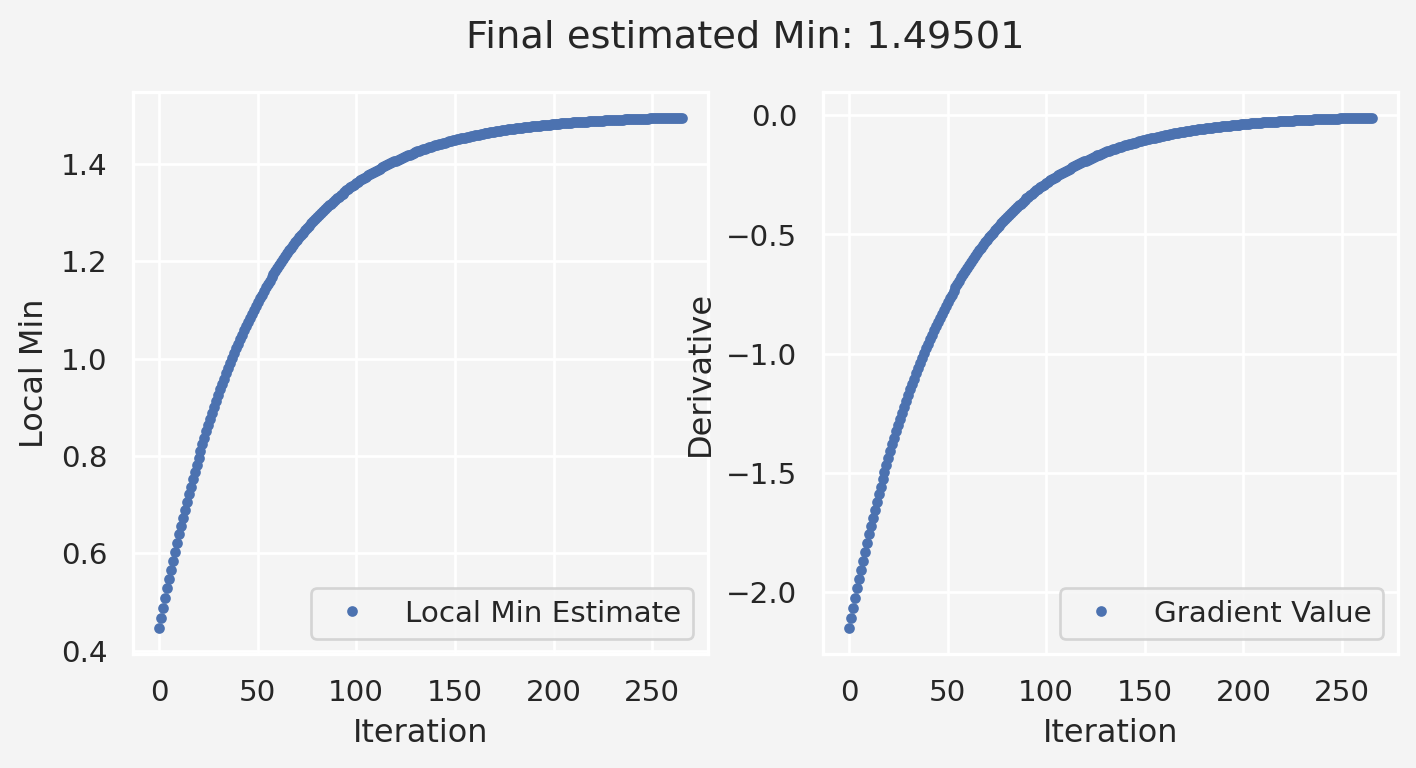 Final estimated Min: 1.49501
Local Min
1.4
1.2
1.0
0.8
0.6
0.4
Local Min Estimate
0 50 100 150 200 250
Iteration
Derivative
0.0
−0.5
−1.0
−1.5
−2.0
Gradient Value
0 50 100 150 200 250
Iteration